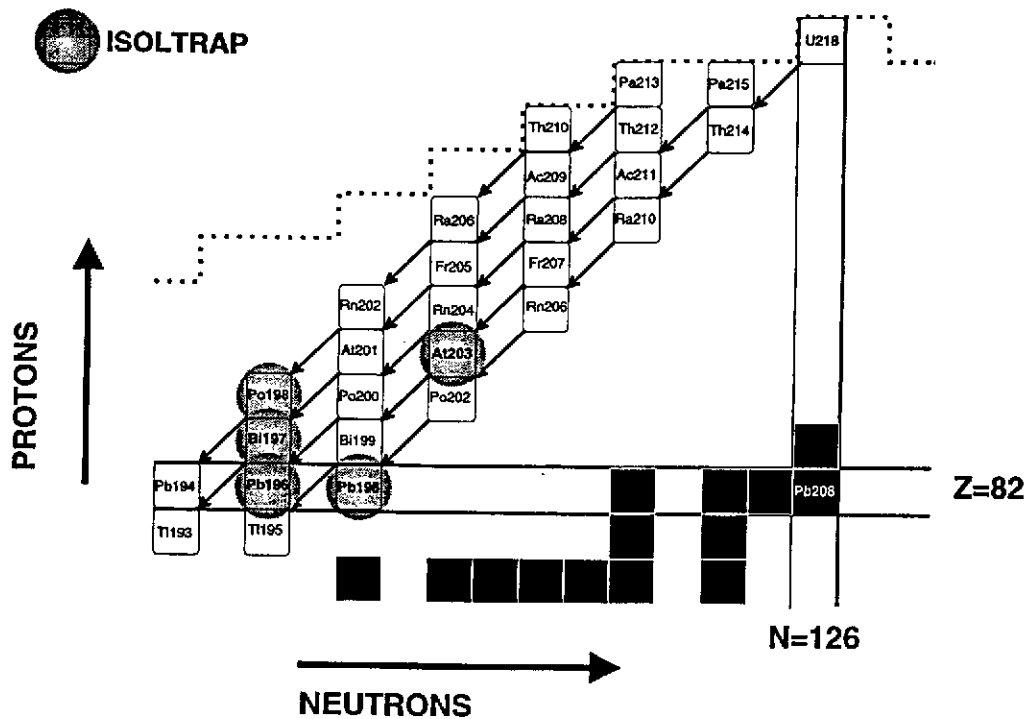 ISOLTRAP
U218
Pa213
Pa215
Th210
Th212
Th214
Ac209
Ac211
Ra206
Ra208
Ra210
Fr205
Fr207
Rn202
Rn204
Rn206
At201
At203
Po198
Po200
Po202
Bi197
Bi199
Pb194
Pb196
Pb198
Pb208
Z=82
Tl193
Tl195
PROTONS
N=126
NEUTRONS